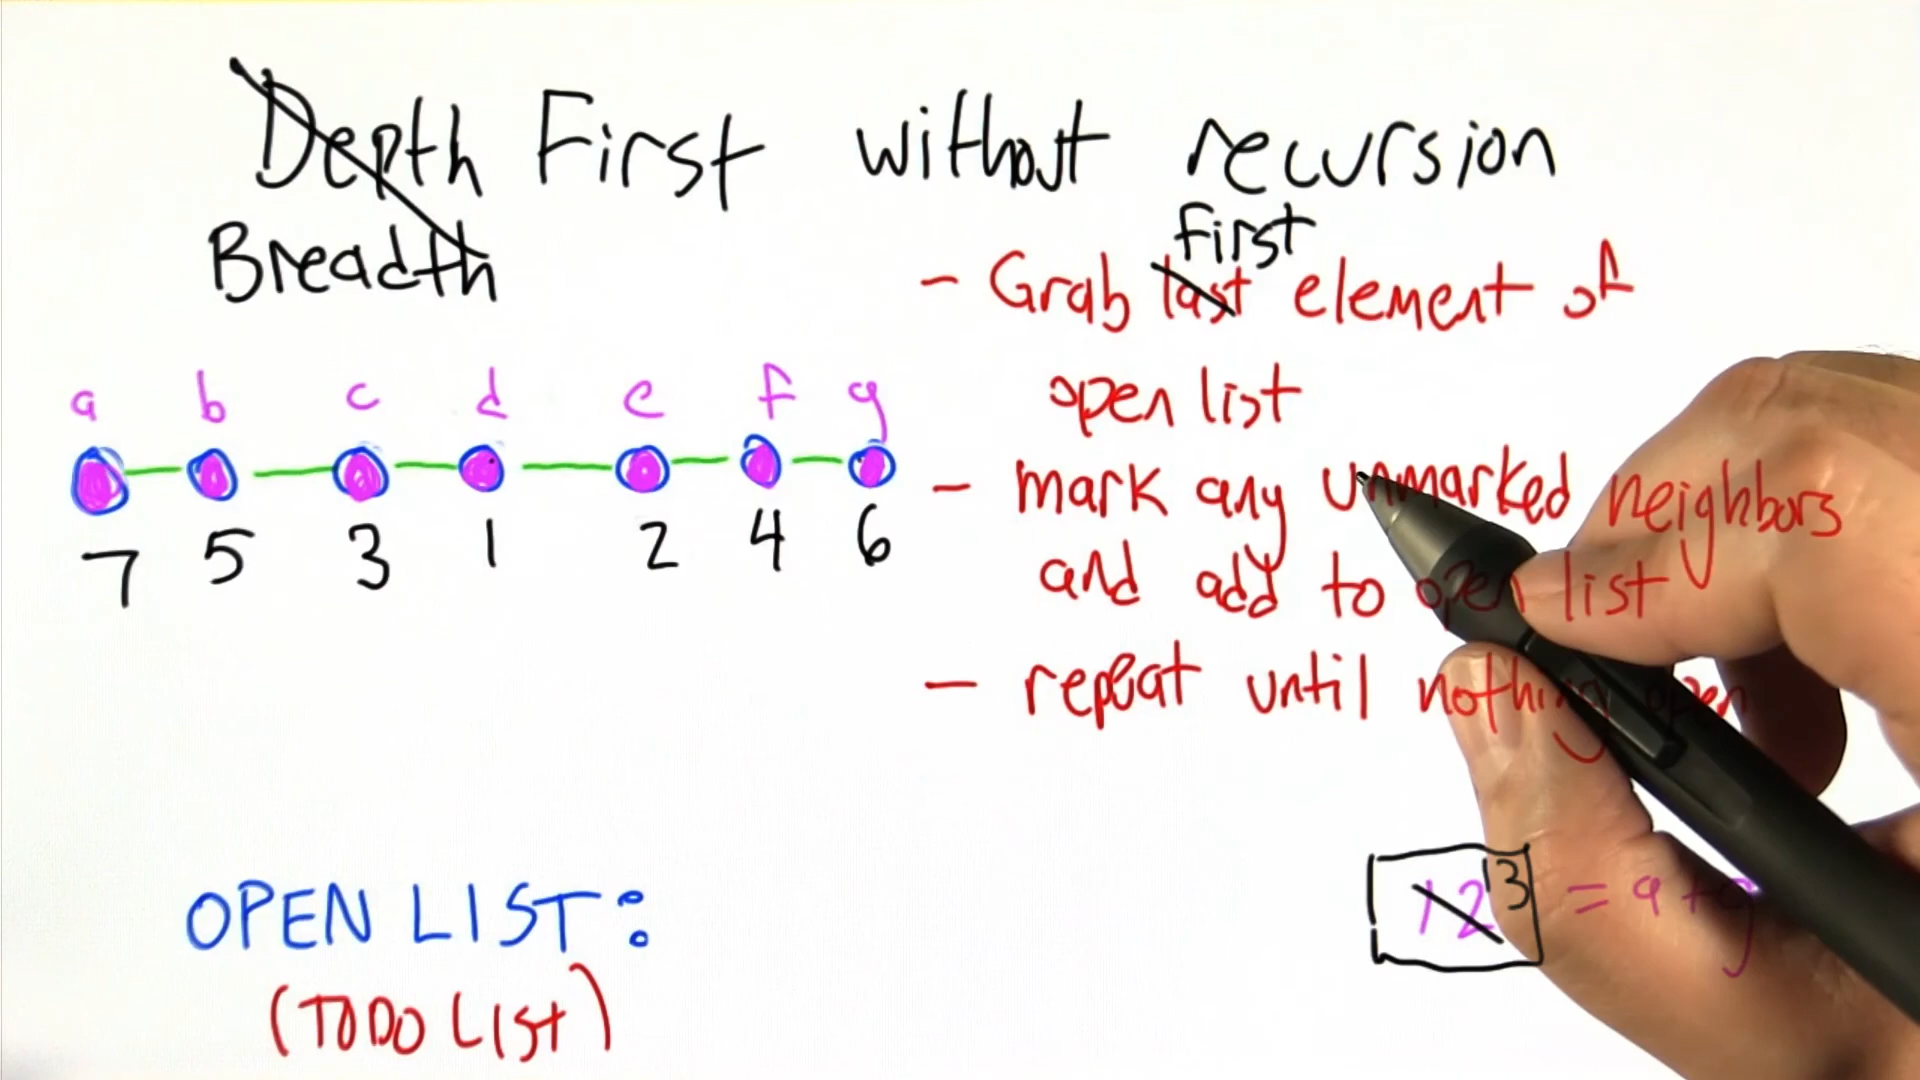 Depth First without recursion
Breadth
first
- Grab last element of
open list
- mark any unmarked neighbors
and add to open list
- repeat until nothing open
a b c d e f g
7 5 3 1 2 4 6
OPEN LIST:
(TODO LIST)
12 13 = a+g